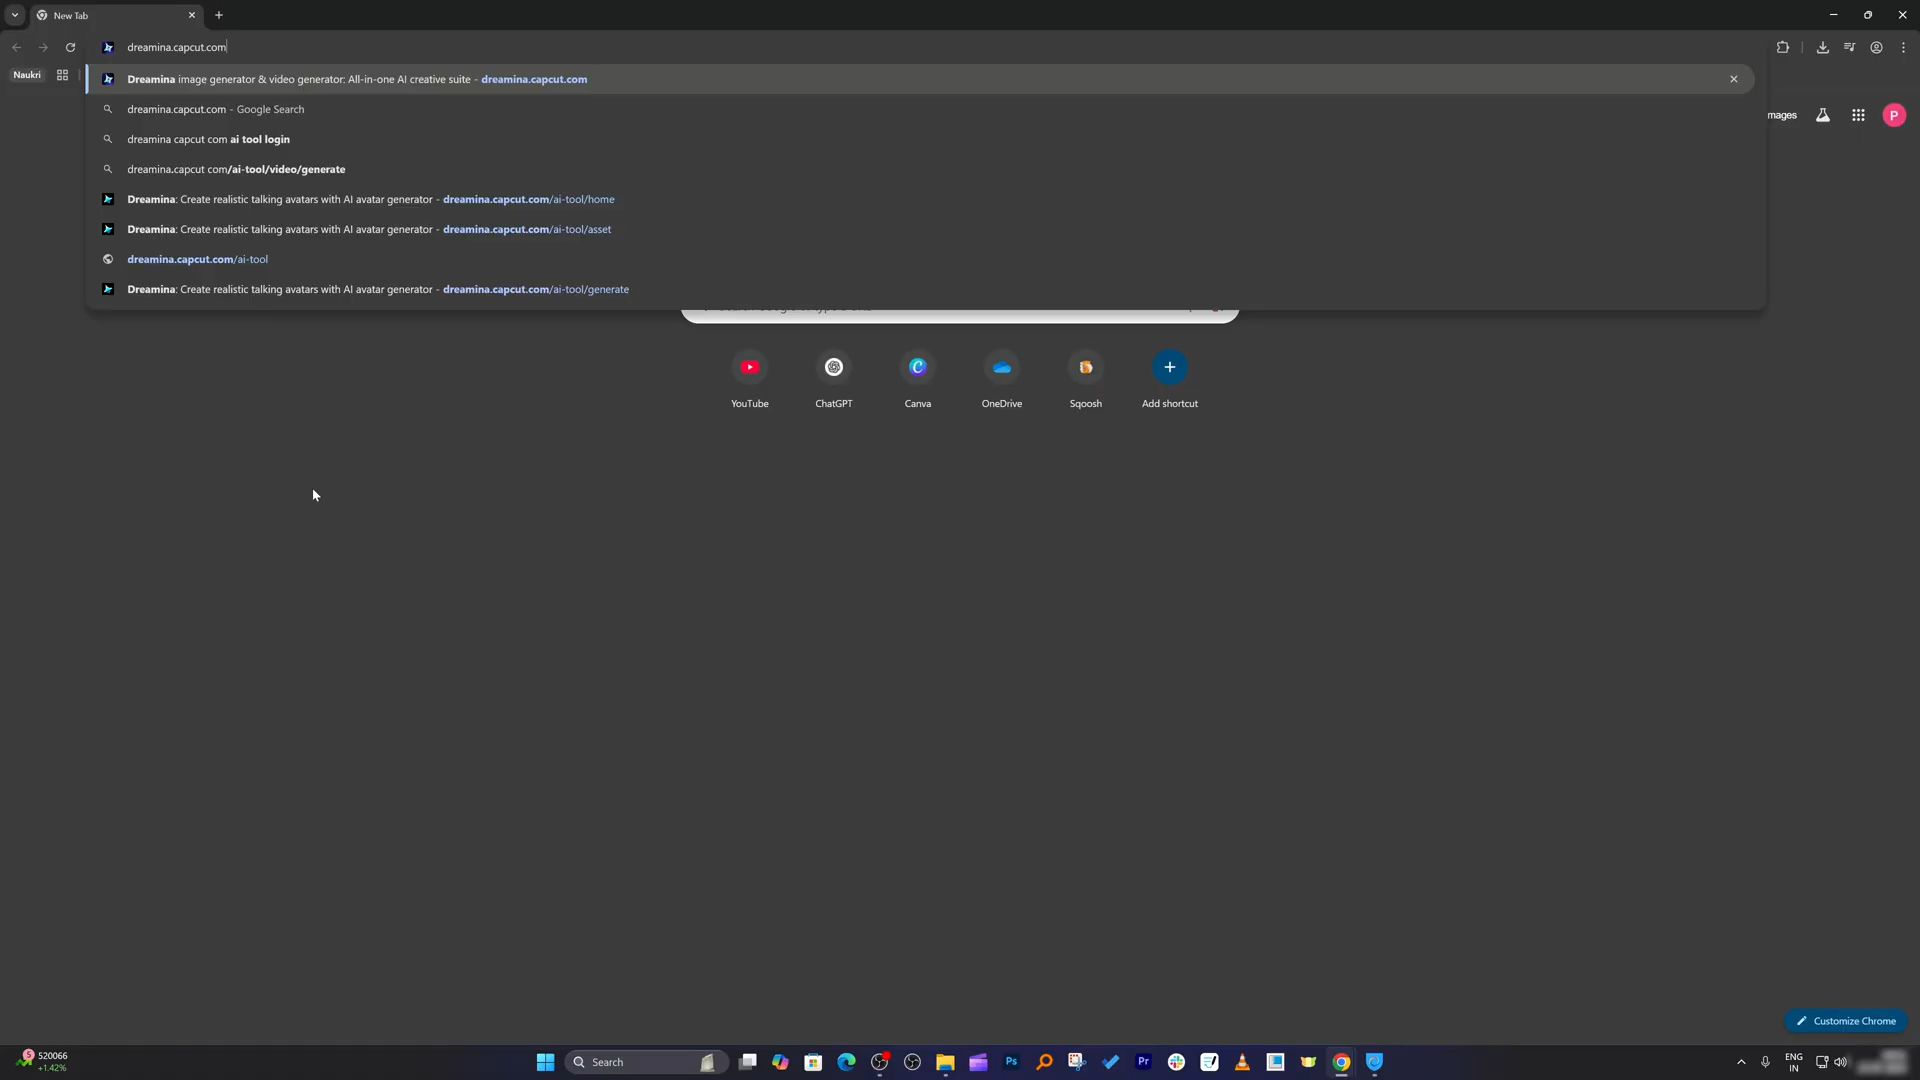 New Tab
dreamina.capcut.com
Naukri
Dreamina image generator & video generator: All-in-one AI creative suite - dreamina.capcut.com
dreamina.capcut.com - Google Search
mages
P
dreamina capcut com ai tool login
dreamina.capcut com/ai-tool/video/generate
Dreamina: Create realistic talking avatars with AI avatar generator - dreamina.capcut.com/ai-tool/home
Dreamina: Create realistic talking avatars with AI avatar generator - dreamina.capcut.com/ai-tool/asset
dreamina.capcut.com/ai-tool
Dreamina: Create realistic talking avatars with AI avatar generator - dreamina.capcut.com/ai-tool/generate
YouTube
ChatGPT
Canva
OneDrive
Sqoosh
Add shortcut
Customize Chrome
5
520066
+1.42%
Search
Ps
Pr
ENG
IN